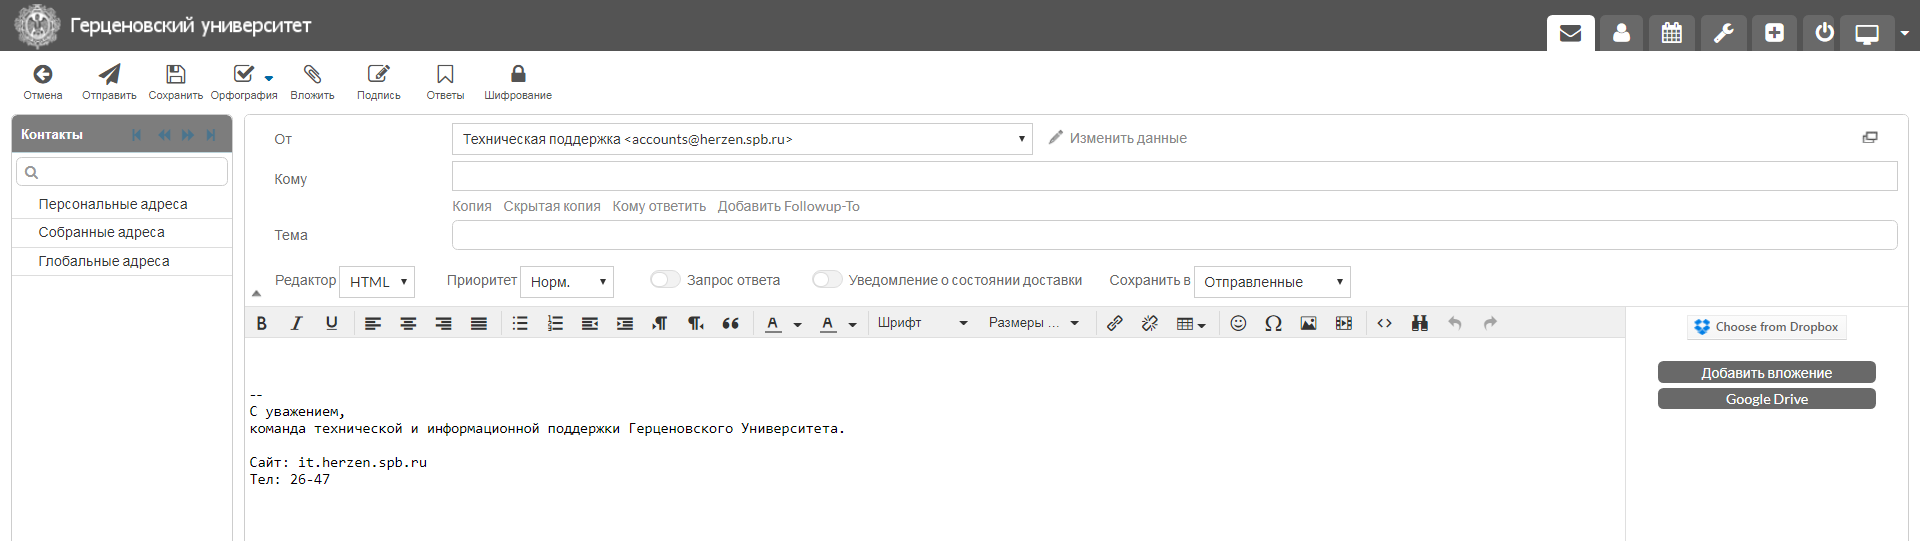 Герценовский университет
Отмена Отправить Сохранить Орфография Вложить Подпись Ответы Шифрование
Контакты
Персональные адреса
Собранные адреса
Глобальные адреса
От Техническая поддержка <accounts@herzen.spb.ru> Изменить данные
Кому
Копия Скрытая копия Кому ответить Добавить Followup-To
Тема
Редактор HTML Приоритет Норм. Запрос ответа Уведомление о состоянии доставки Сохранить в Отправленные
Шрифт Размеры ...
Choose from Dropbox
Добавить вложение
Google Drive
--
С уважением,
команда технической и информационной поддержки Герценовского Университета.
Сайт: it.herzen.spb.ru
Тел: 26-47